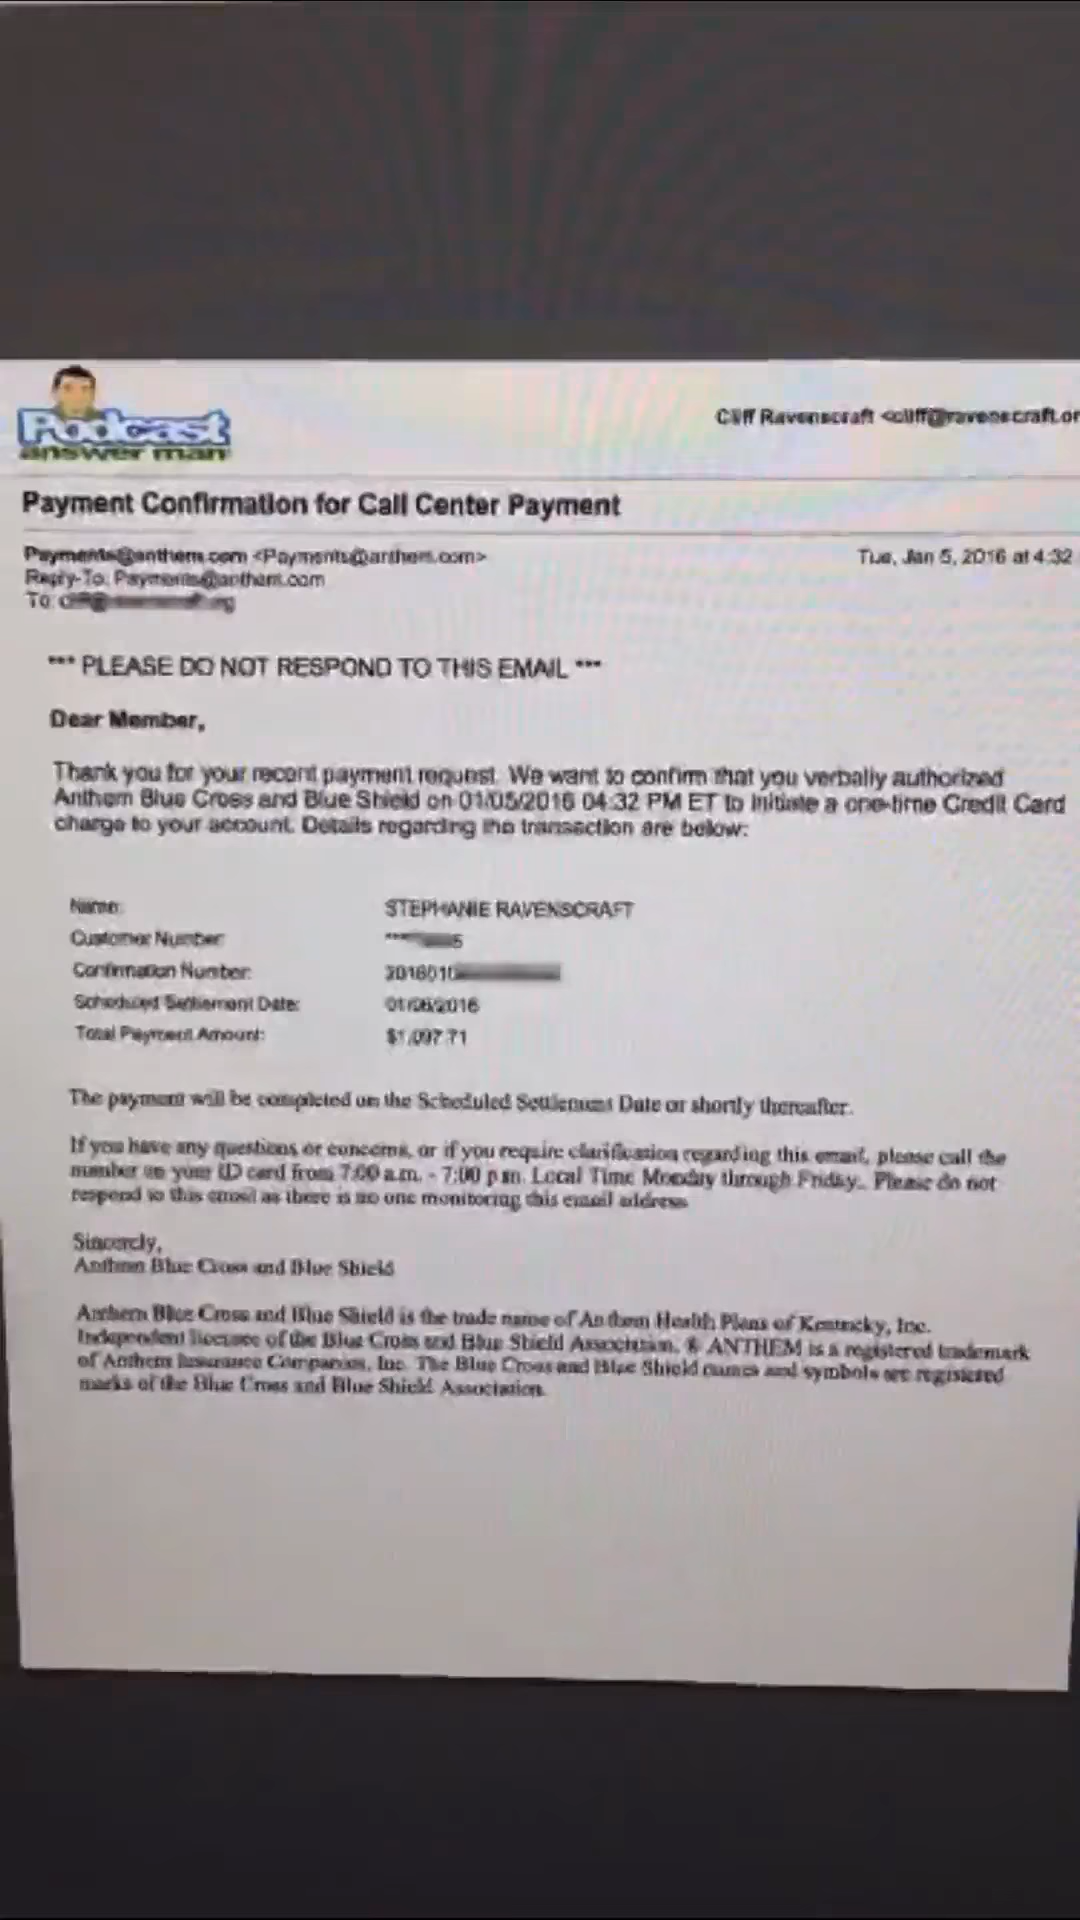 Podcast
answer man
Cliff Ravenscraft <cliff@ravenscraft.or
Payment Confirmation for Call Center Payment
Payments@anthem.com <Payments@anthem.com>
Tue, Jan 5, 2016 at 4:32
Reply-To: Payments@anthem.com
To:
*** PLEASE DO NOT RESPOND TO THIS EMAIL ***
Dear Member,
Thank you for your recent payment request. We want to confirm that you verbally authorized
Anthem Blue Cross and Blue Shield on 01/05/2016 04:32 PM ET to initiate a one-time Credit Card
charge to your account. Details regarding the transaction are below:
Name: STEPHANIE RAVENSCRAFT
Customer Number: 5
Confirmation Number: 2016010
Scheduled Settlement Date:
Total Payment Amount: $1,097.71
The payment will be completed on the Scheduled Settlement Date or shortly thereafter.
If you have any questions or concerns, or if you require clarification regarding this email, please call the
number on your ID card from 7:00 a.m. - 7:00 p.m. Local Time Monday through Friday.. Please do not
respond to this email as there is no one monitoring this email address.
Sincerely,
Anthem Blue Cross and Blue Shield
Anthem Blue Cross and Blue Shield is the trade name of Anthem Health Plans of Kentucky, Inc.
Independent licensee of the Blue Cross and Blue Shield Association. ® ANTHEM is a registered trademark
of Anthem Insurance Companies, Inc. The Blue Cross and Blue Shield names and symbols are registered
marks of the Blue Cross and Blue Shield Association.